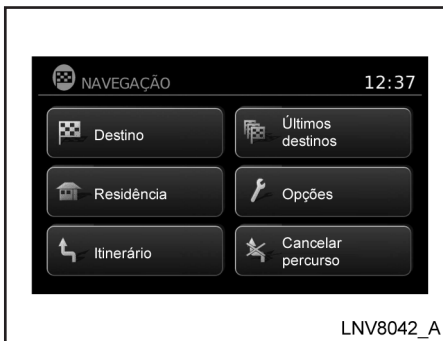 NAVEGAÇÃO 12:37
Destino
Últimos
destinos
Residência
Opções
Itinerário
Cancelar
percurso
LNV8042_A